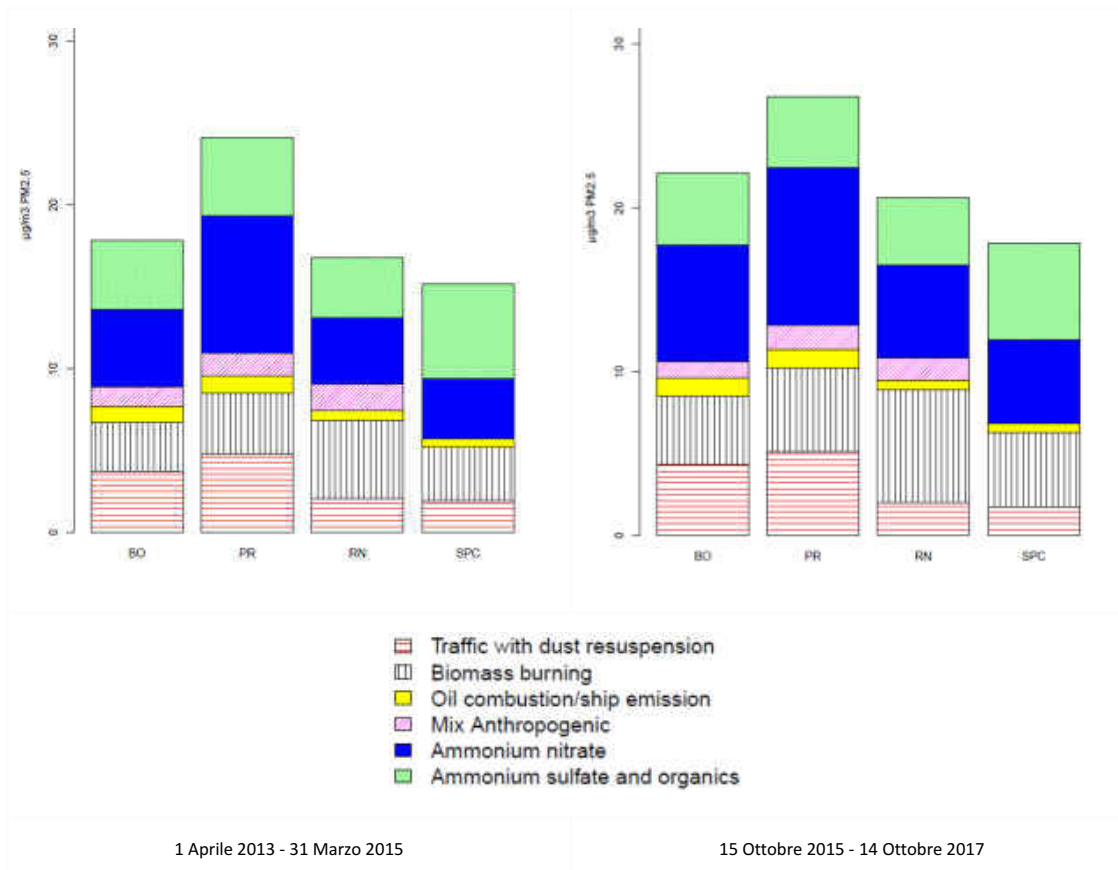 30
20
10
0
µg/m3 PM2.5
BO PR RN SPC
30
20
10
0
µg/m3 PM2.5
BO PR RN SPC
Traffic with dust resuspension
Biomass burning
Oil combustion/ship emission
Mix Anthropogenic
Ammonium nitrate
Ammonium sulfate and organics
1 Aprile 2013 - 31 Marzo 2015
15 Ottobre 2015 - 14 Ottobre 2017